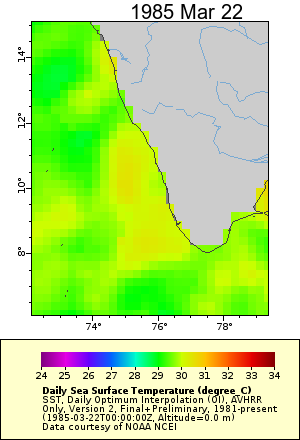 1985 Mar 22
14°
12°
10°
8°
74° 76° 78°
24 25 26 27 28 29 30 31 32 33 34
Daily Sea Surface Temperature (degree_C)
SST, Daily Optimum Interpolation (OI), AVHRR
Only, Version 2, Final+Preliminary, 1981-present
(1985-03-22T00:00:00Z, Altitude=0.0 m)
Data courtesy of NOAA NCEI